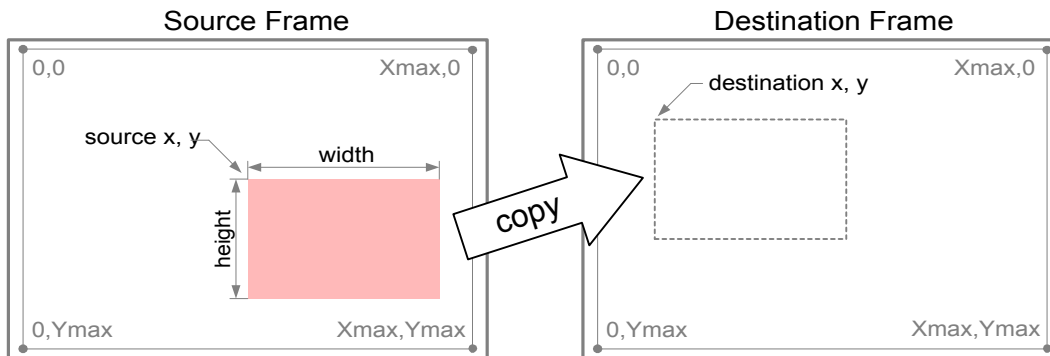 Source Frame
Destination Frame
0,0
Xmax,0
0,0
Xmax,0
destination x, y
source x, y
width
height
copy
0,Ymax
Xmax,Ymax
0,Ymax
Xmax,Ymax